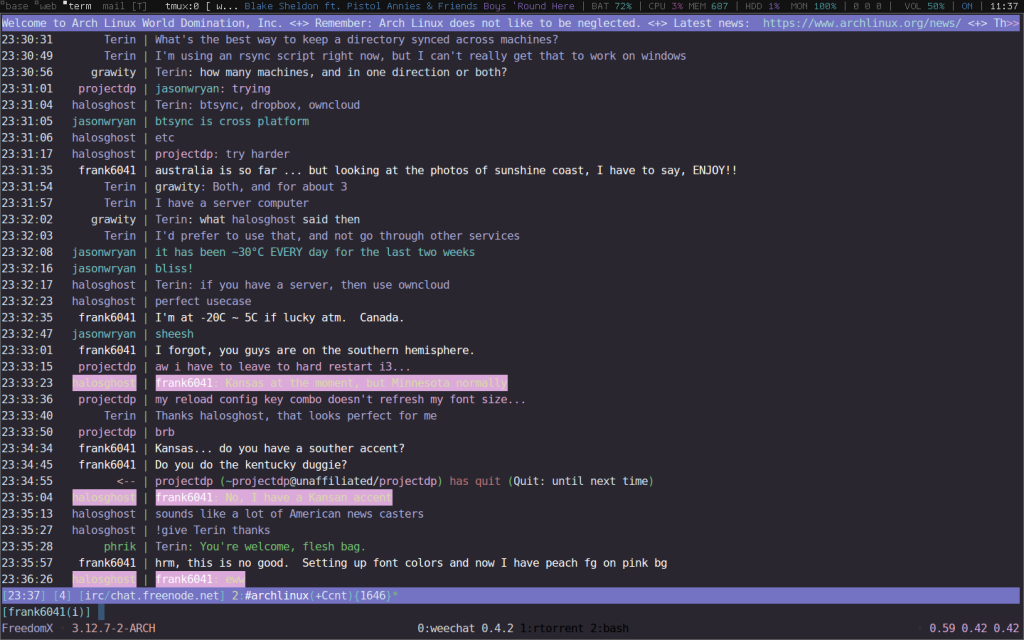 base web term mail [T] tmux:0 [ w... Blake Sheldon ft. Pistol Annies & Friends Boys 'Round Here | BAT 72% | CPU 3% MEM 687 | HDD 1% MON 100% | 0 0 0 | VOL 50% | ON | 11:37
Welcome to Arch Linux World Domination, Inc. <+> Remember: Arch Linux does not like to be neglected. <+> Latest news: https://www.archlinux.org/news/ <+> Th>>
23:30:31 Terin | What's the best way to keep a directory synced across machines?
23:30:49 Terin | I'm using an rsync script right now, but I can't really get that to work on windows
23:30:56 grawity | Terin: how many machines, and in one direction or both?
23:31:01 projectdp | jasonwryan: trying
23:31:04 halosghost | Terin: btsync, dropbox, owncloud
23:31:05 jasonwryan | btsync is cross platform
23:31:06 halosghost | etc
23:31:17 halosghost | projectdp: try harder
23:31:35 frank6041 | australia is so far ... but looking at the photos of sunshine coast, I have to say, ENJOY!!
23:31:54 Terin | grawity: Both, and for about 3
23:31:57 Terin | I have a server computer
23:32:02 grawity | Terin: what halosghost said then
23:32:03 Terin | I'd prefer to use that, and not go through other services
23:32:08 jasonwryan | it has been ~30°C EVERY day for the last two weeks
23:32:16 jasonwryan | bliss!
23:32:17 halosghost | Terin: if you have a server, then use owncloud
23:32:23 halosghost | perfect usecase
23:32:35 frank6041 | I'm at -20C ~ 5C if lucky atm.  Canada.
23:32:47 jasonwryan | sheesh
23:33:01 frank6041 | I forgot, you guys are on the southern hemisphere.
23:33:15 projectdp | aw i have to leave to hard restart i3...
23:33:23 halosghost | frank6041: Kansas at the moment, but Minnesota normally
23:33:36 projectdp | my reload config key combo doesn't refresh my font size...
23:33:40 Terin | Thanks halosghost, that looks perfect for me
23:33:50 projectdp | brb
23:34:34 frank6041 | Kansas... do you have a souther accent?
23:34:45 frank6041 | Do you do the kentucky duggie?
23:34:55 <-- | projectdp (~projectdp@unaffiliated/projectdp) has quit (Quit: until next time)
23:35:04 halosghost | frank6041: No, I have a Kansan accent
23:35:13 halosghost | sounds like a lot of American news casters
23:35:27 halosghost | !give Terin thanks
23:35:28 phrik | Terin: You're welcome, flesh bag.
23:35:57 frank6041 | hrm, this is no good.  Setting up font colors and now I have peach fg on pink bg
23:36:26 halosghost | frank6041: eww
[23:37] [4] [irc/chat.freenode.net] 2:#archlinux(+Ccnt){1646}*
[frank6041(i)]
FreedomX · 3.12.7-2-ARCH 0:weechat 0.4.2 1:rtorrent 2:bash · 0.59 0.42 0.42